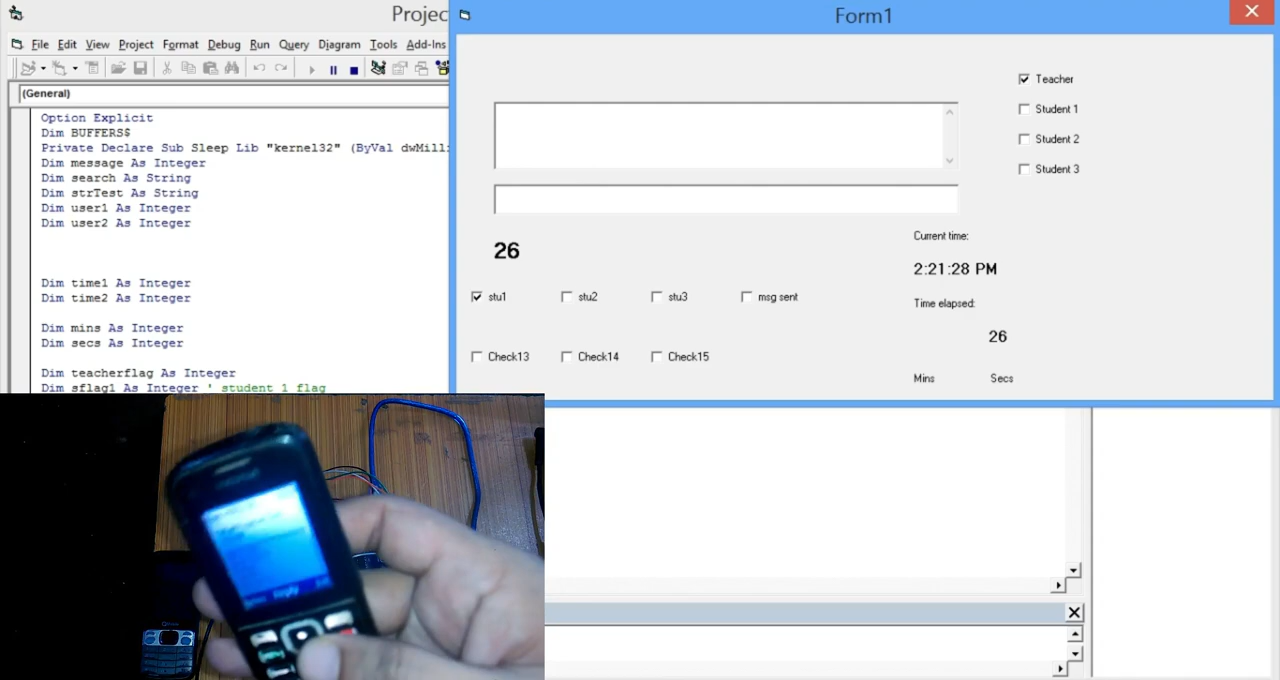 Projec
File Edit View Project Format Debug Run Query Diagram Tools Add-Ins
(General)
Option Explicit
Dim BUFFERS$
Private Declare Sub Sleep Lib "kernel32" (ByVal dwMilli
Dim message As Integer
Dim search As String
Dim strTest As String
Dim user1 As Integer
Dim user2 As Integer
Dim time1 As Integer
Dim time2 As Integer
Dim mins As Integer
Dim secs As Integer
Dim teacherflag As Integer
Dim sflag1 As Integer ' student 1 flag
Form1
Teacher
Student 1
Student 2
Student 3
26
stu1 stu2 stu3 msg sent
Check13 Check14 Check15
Current time:
2:21:28 PM
Time elapsed:
26
Mins Secs
Reply